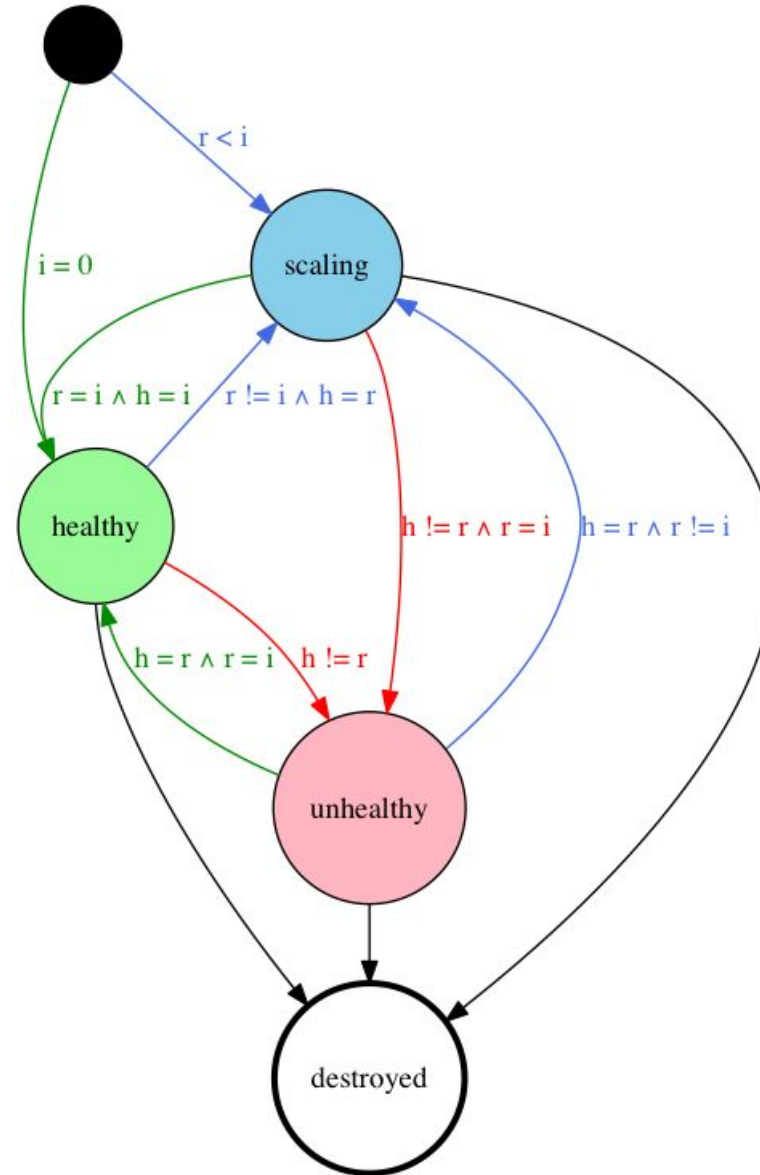 r < i
scaling
i = 0
r = i ∧ h = i
r != i ∧ h = r
healthy
h != r ∧ r = i
h = r ∧ r != i
h = r ∧ r = i
h != r
unhealthy
destroyed